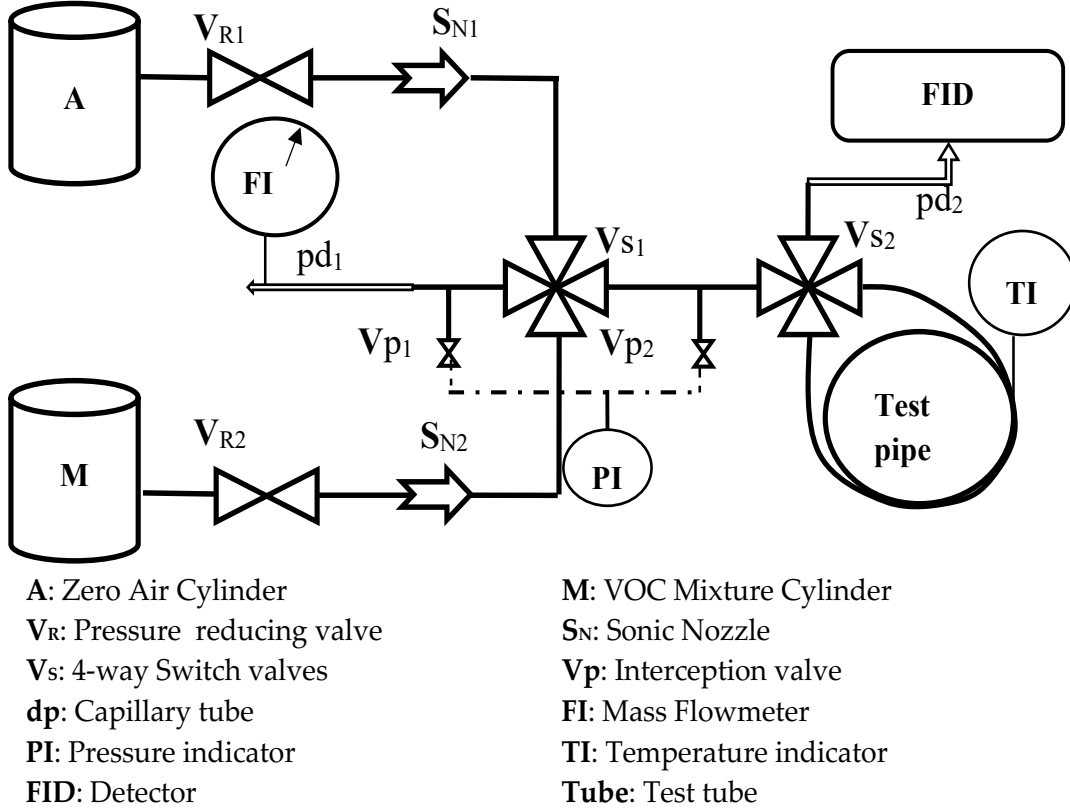 VR1
SN1
A
FID
FI
pd2
VS1
VS2
pd1
TI
Vp1
Vp2
Test
pipe
VR2
SN2
M
PI
A: Zero Air Cylinder
M: VOC Mixture Cylinder
VR: Pressure reducing valve
SN: Sonic Nozzle
Vs: 4-way Switch valves
Vp: Interception valve
dp: Capillary tube
FI: Mass Flowmeter
PI: Pressure indicator
TI: Temperature indicator
FID: Detector
Tube: Test tube